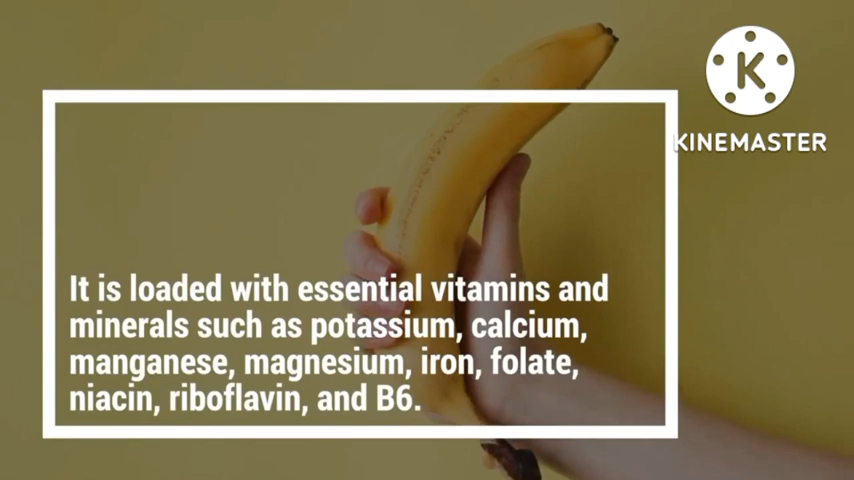 K
KINEMASTER
It is loaded with essential vitamins and
minerals such as potassium, calcium,
manganese, magnesium, iron, folate,
niacin, riboflavin, and B6.